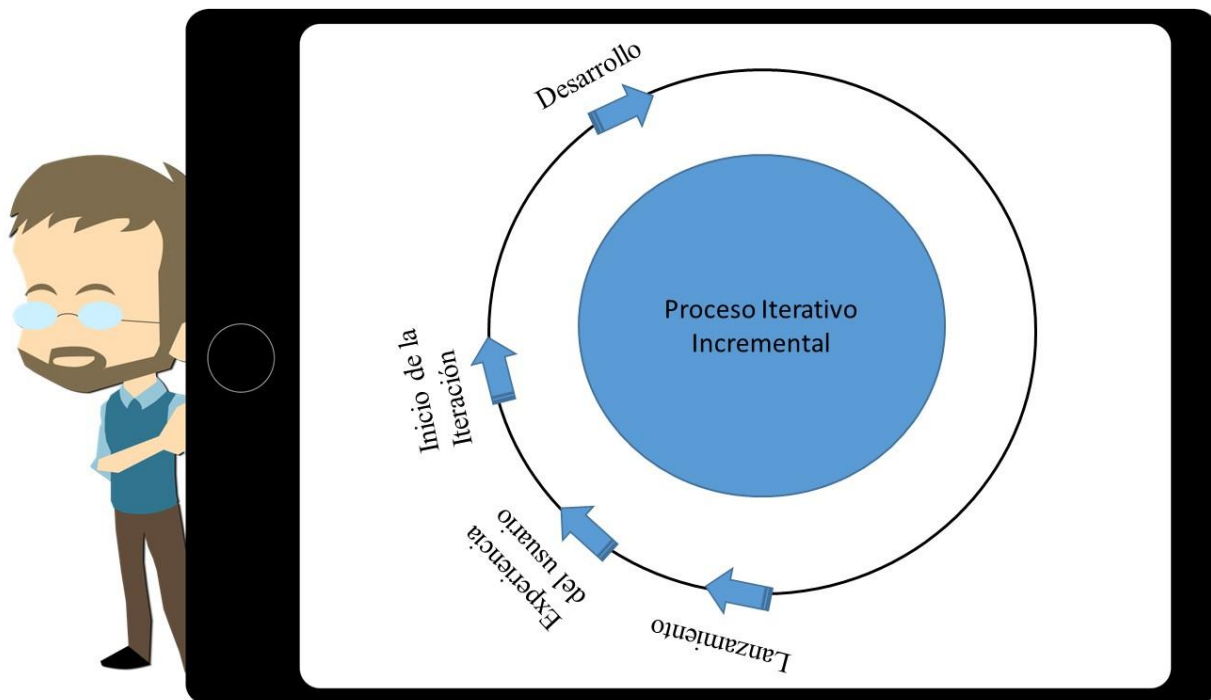 Desarrollo
Proceso Iterativo
Incremental
Inicio de la
Iteración
Experiencia
del usuario
Lanzamiento